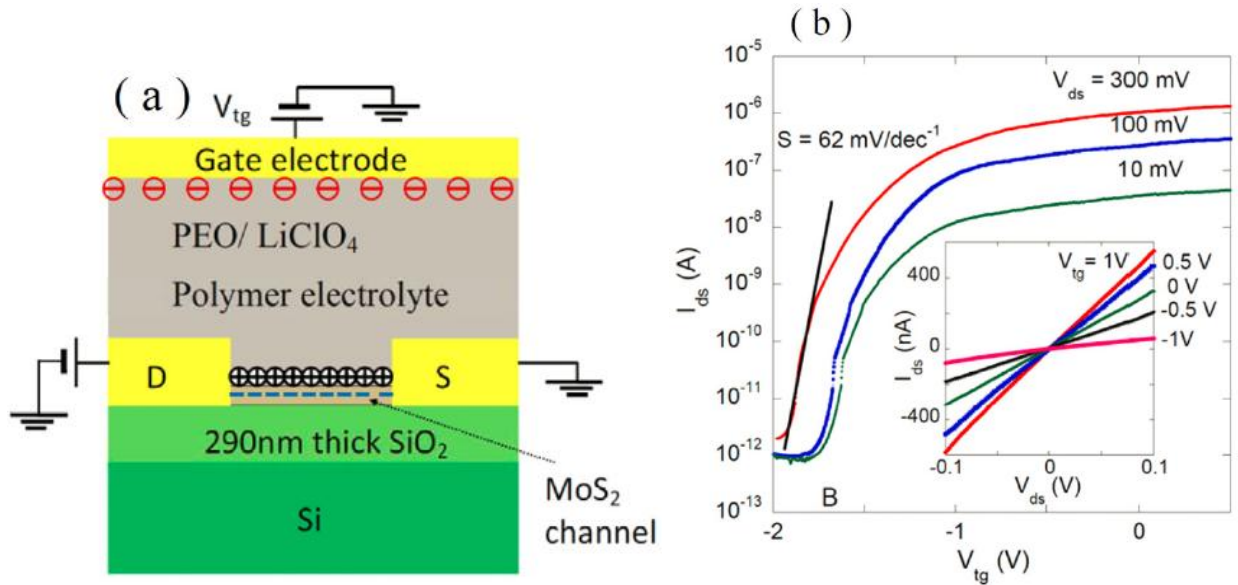 ( a )
V_tg
Gate electrode
⊖ ⊖ ⊖ ⊖ ⊖ ⊖ ⊖ ⊖ ⊖ ⊖
PEO/ LiClO₄
Polymer electrolyte
D
S
⊕⊕⊕⊕⊕⊕⊕⊕⊕
290nm thick SiO₂
MoS₂
channel
Si
( b )
10⁻⁵
10⁻⁶
10⁻⁷
10⁻⁸
10⁻⁹
10⁻¹⁰
10⁻¹¹
10⁻¹²
10⁻¹³
I_ds (A)
V_ds = 300 mV
100 mV
10 mV
S = 62 mV/dec⁻¹
B
-2
-1
0
V_tg (V)
V_tg = 1V
0.5 V
0 V
-0.5 V
-1V
400
0
-400
I_ds (nA)
-0.1
0
0.1
V_ds (V)